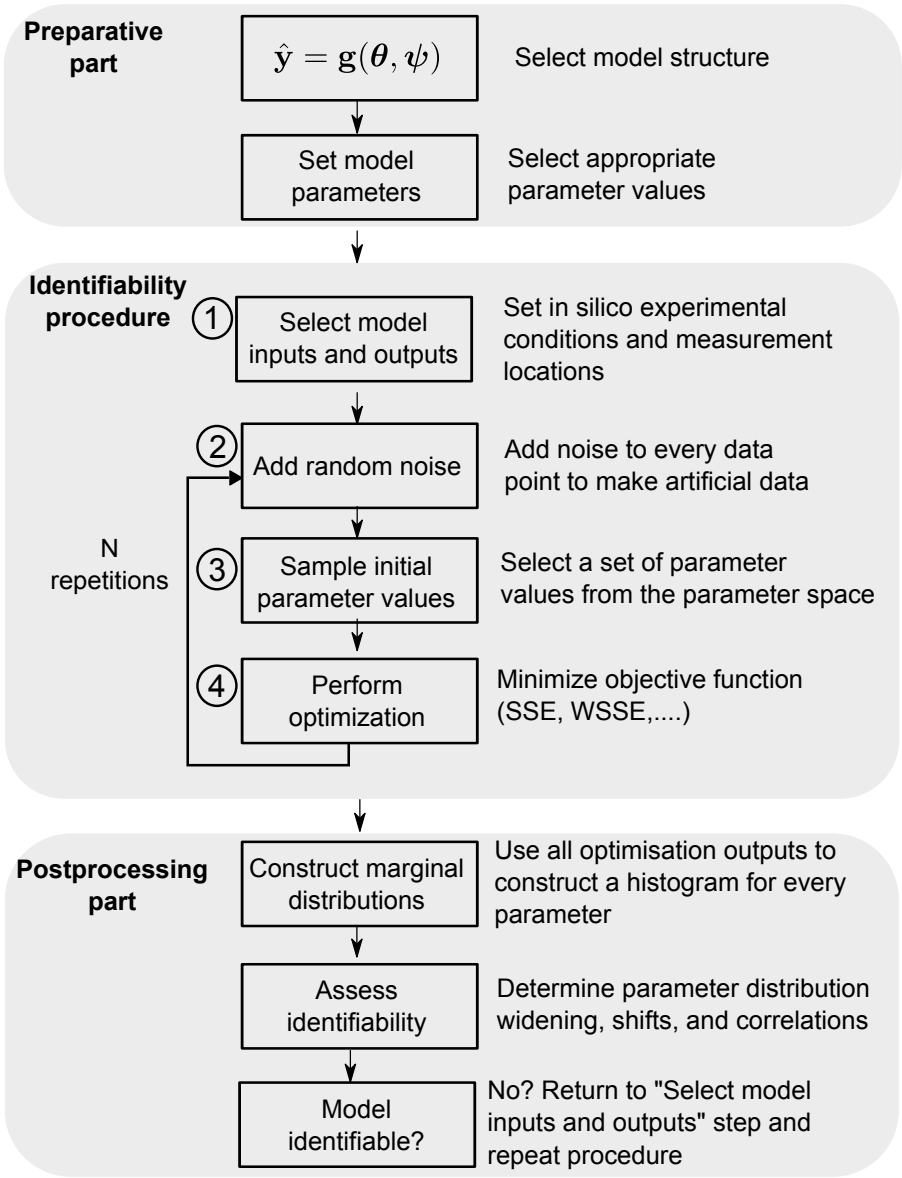 Preparative
part
ŷ = g(θ, ψ)
Select model structure
Set model
parameters
Select appropriate
parameter values
Identifiability
procedure
1
Select model
inputs and outputs
Set in silico experimental
conditions and measurement
locations
2
Add random noise
Add noise to every data
point to make artificial data
N
repetitions
3
Sample initial
parameter values
Select a set of parameter
values from the parameter space
4
Perform
optimization
Minimize objective function
(SSE, WSSE,....)
Postprocessing
part
Construct marginal
distributions
Use all optimisation outputs to
construct a histogram for every
parameter
Assess
identifiability
Determine parameter distribution
widening, shifts, and correlations
Model
identifiable?
No? Return to "Select model
inputs and outputs" step and
repeat procedure